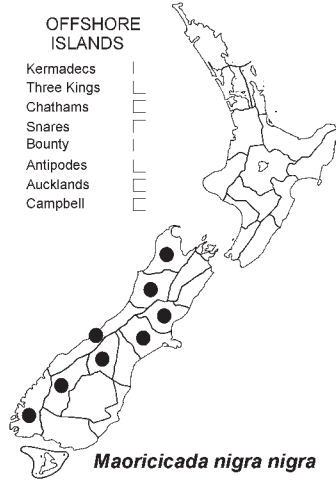 OFFSHORE
ISLANDS
Kermadecs
Three Kings
Chathams
Snares
Bounty
Antipodes
Aucklands
Campbell
Maoricicada nigra nigra